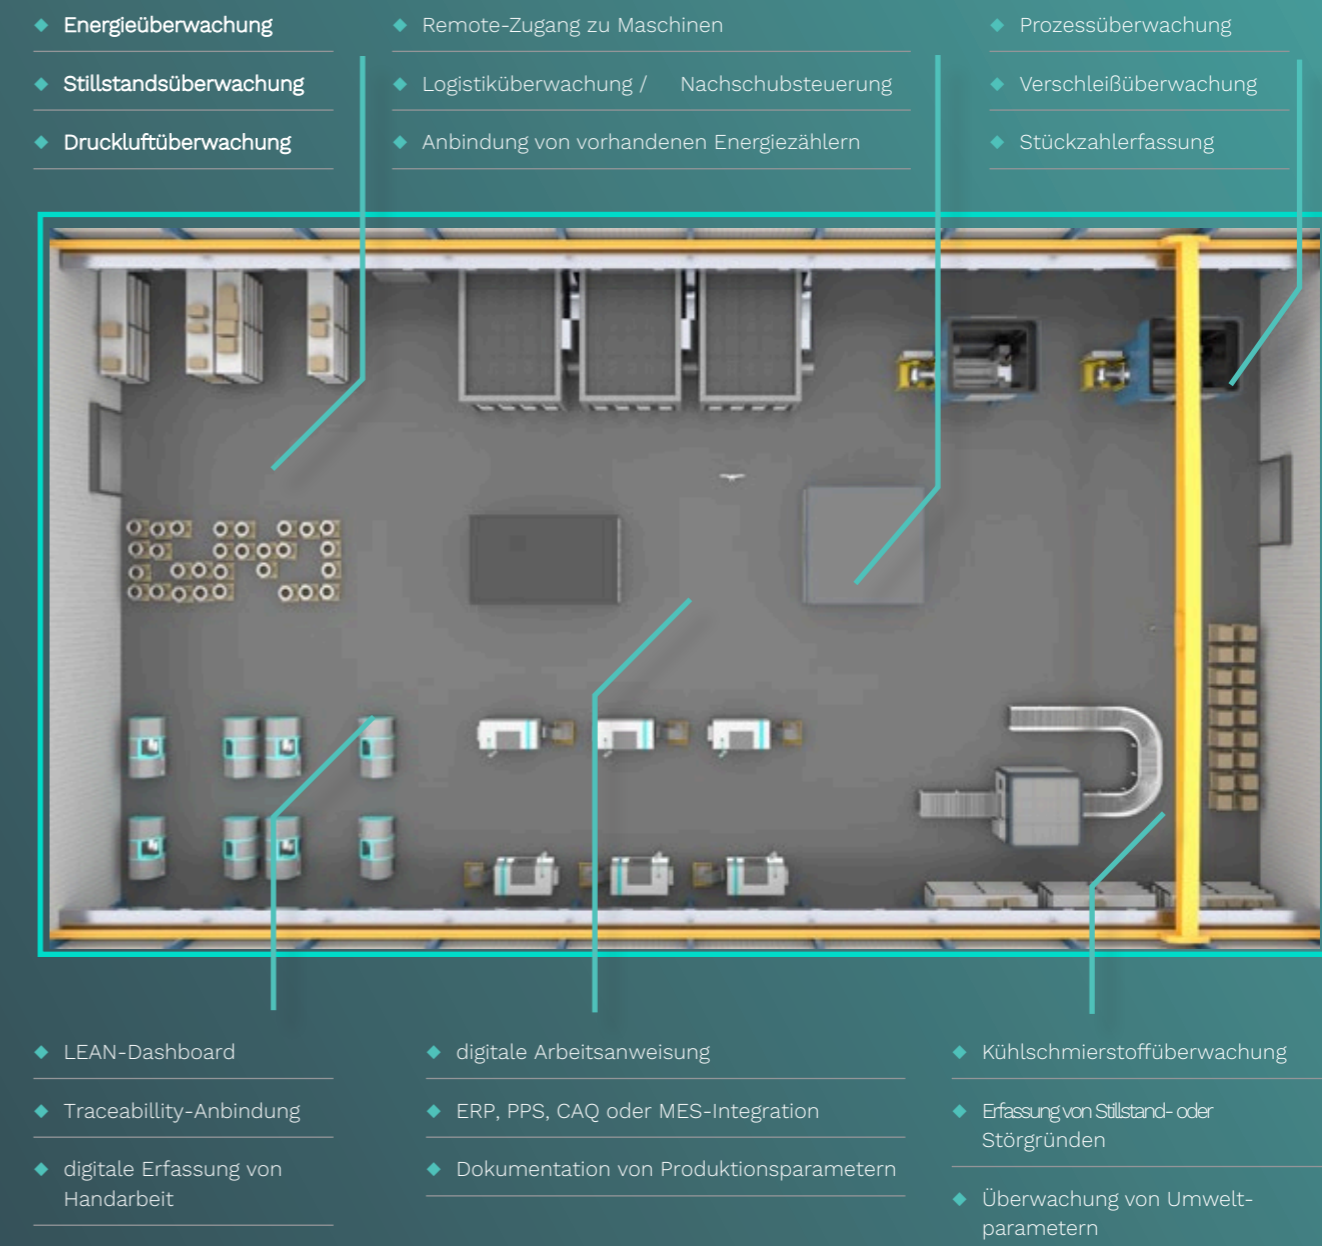 Energieüberwachung
Stillstandsüberwachung
Druckluftüberwachung
Remote-Zugang zu Maschinen
Logistiküberwachung / Nachschubsteuerung
Anbindung von vorhandenen Energiezählern
Prozessüberwachung
Verschleißüberwachung
Stückzahlerfassung
LEAN-Dashboard
Traceabillity-Anbindung
digitale Erfassung von
Handarbeit
digitale Arbeitsanweisung
ERP, PPS, CAQ oder MES-Integration
Dokumentation von Produktionsparametern
Kühlschmierstoffüberwachung
Erfassung von Stillstand- oder
Störgründen
Überwachung von Umwelt-
parametern